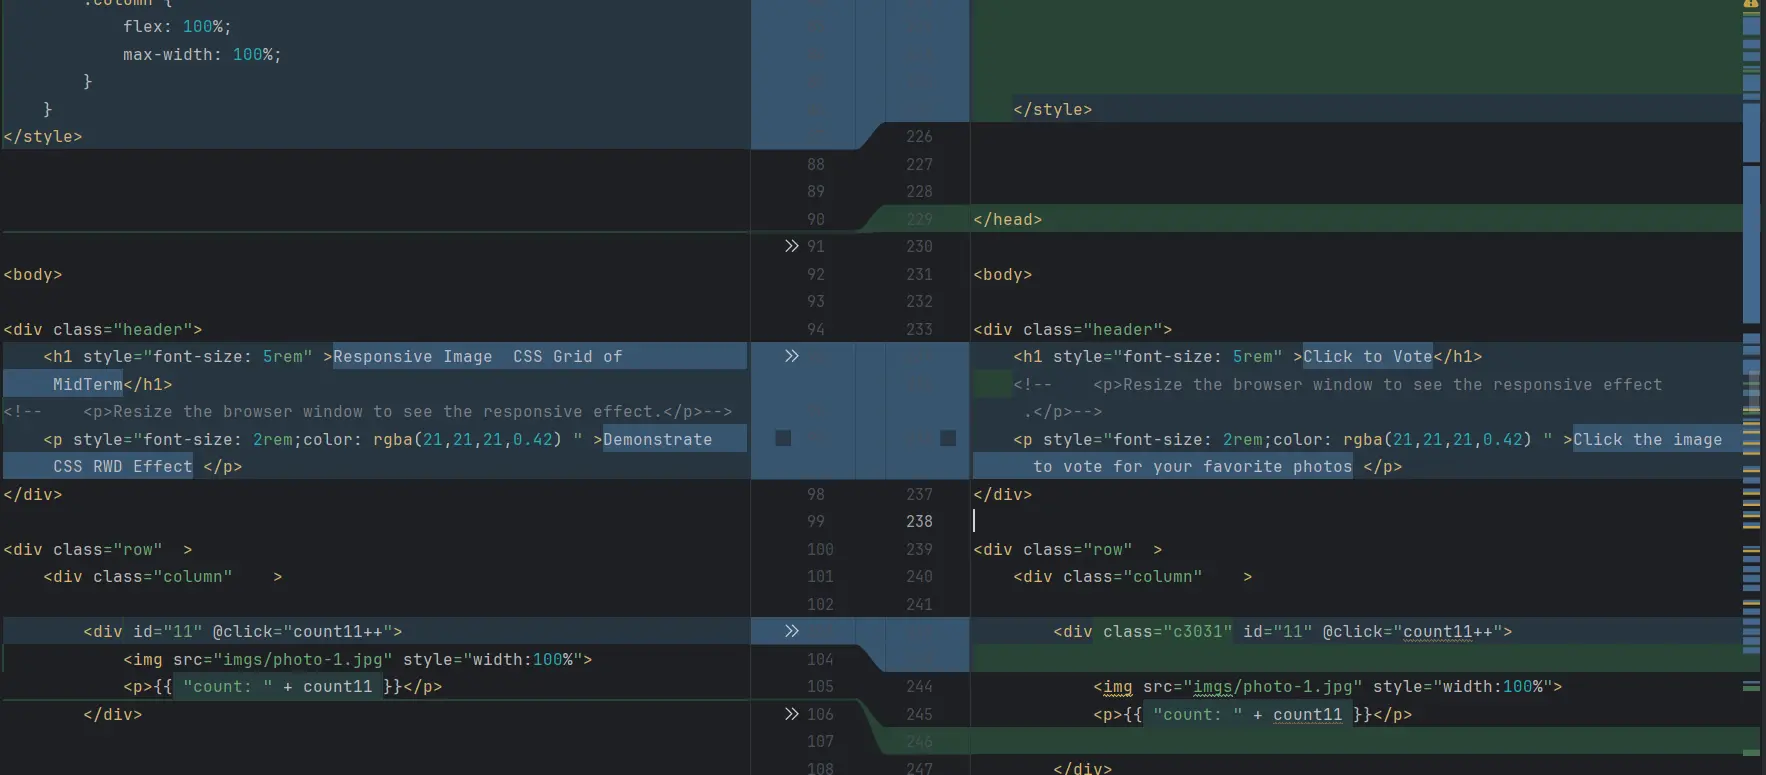 .column {
flex: 100%;
max-width: 100%;
}
}
</style>
88
89
90
91
<body> 92
93
<div class="header"> 94
<h1 style="font-size: 5rem" >Responsive Image  CSS Grid of
MidTerm</h1>
<!--    <p>Resize the browser window to see the responsive effect.</p>-->
<p style="font-size: 2rem;color: rgba(21,21,21,0.42) " >Demonstrate
CSS RWD Effect </p>
</div> 98
99
<div class="row"  > 100
<div class="column"    > 101
102
<div id="11" @click="count11++">
<img src="imgs/photo-1.jpg" style="width:100%"> 104
<p>{{ "count: " + count11 }}</p> 105
</div> 106
107
108
</style>
226
227
228
229 </head>
230
231 <body>
232
233 <div class="header">
<h1 style="font-size: 5rem" >Click to Vote</h1>
<!--    <p>Resize the browser window to see the responsive effect
.</p>-->
<p style="font-size: 2rem;color: rgba(21,21,21,0.42) " >Click the image
to vote for your favorite photos </p>
237 </div>
238
239 <div class="row"  >
240 <div class="column"    >
241
<div class="c3031" id="11" @click="count11++">
244 <img src="imgs/photo-1.jpg" style="width:100%">
245 <p>{{ "count: " + count11 }}</p>
246
247 </div>